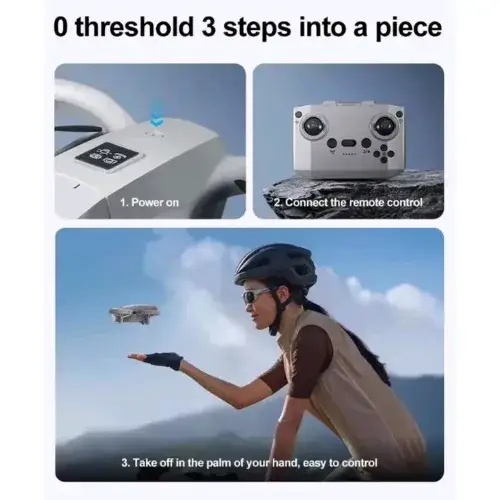 0 threshold 3 steps into a piece
1. Power on
2. Connect the remote control
3. Take off in the palm of your hand, easy to control